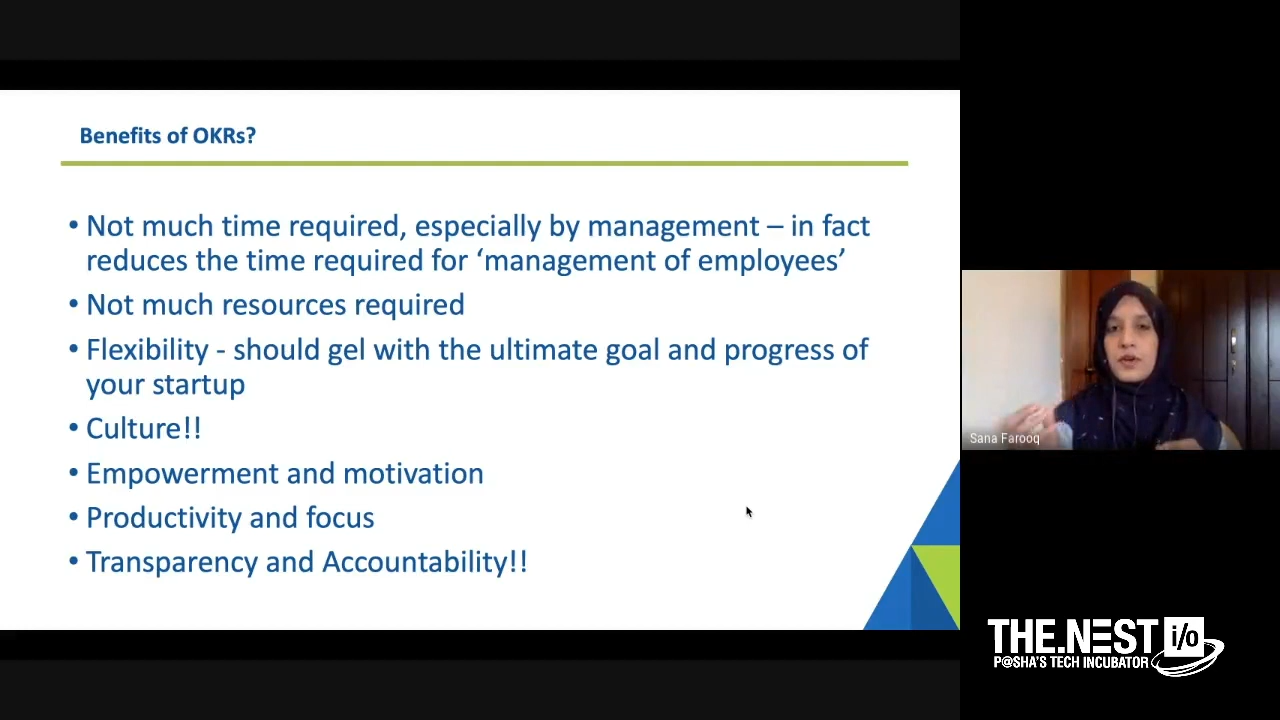 Benefits of OKRs?
• Not much time required, especially by management – in fact
reduces the time required for ‘management of employees’
• Not much resources required
• Flexibility - should gel with the ultimate goal and progress of
your startup
• Culture!!
• Empowerment and motivation
• Productivity and focus
• Transparency and Accountability!!
Sana Farooq
THE.NEST i/o
P@SHA'S TECH INCUBATOR